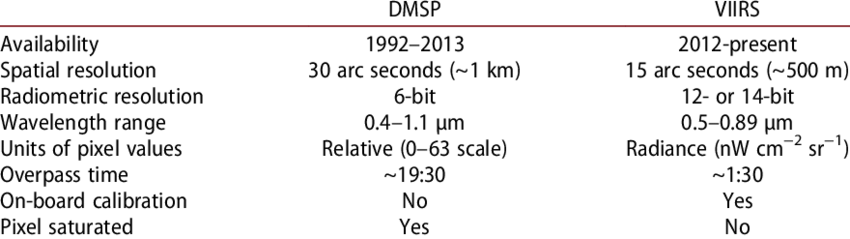 DMSP VIIRS
Availability 1992–2013 2012-present
Spatial resolution 30 arc seconds (~1 km) 15 arc seconds (~500 m)
Radiometric resolution 6-bit 12- or 14-bit
Wavelength range 0.4–1.1 μm 0.5–0.89 μm
Units of pixel values Relative (0–63 scale) Radiance (nW cm⁻² sr⁻¹)
Overpass time ~19:30 ~1:30
On-board calibration No Yes
Pixel saturated Yes No